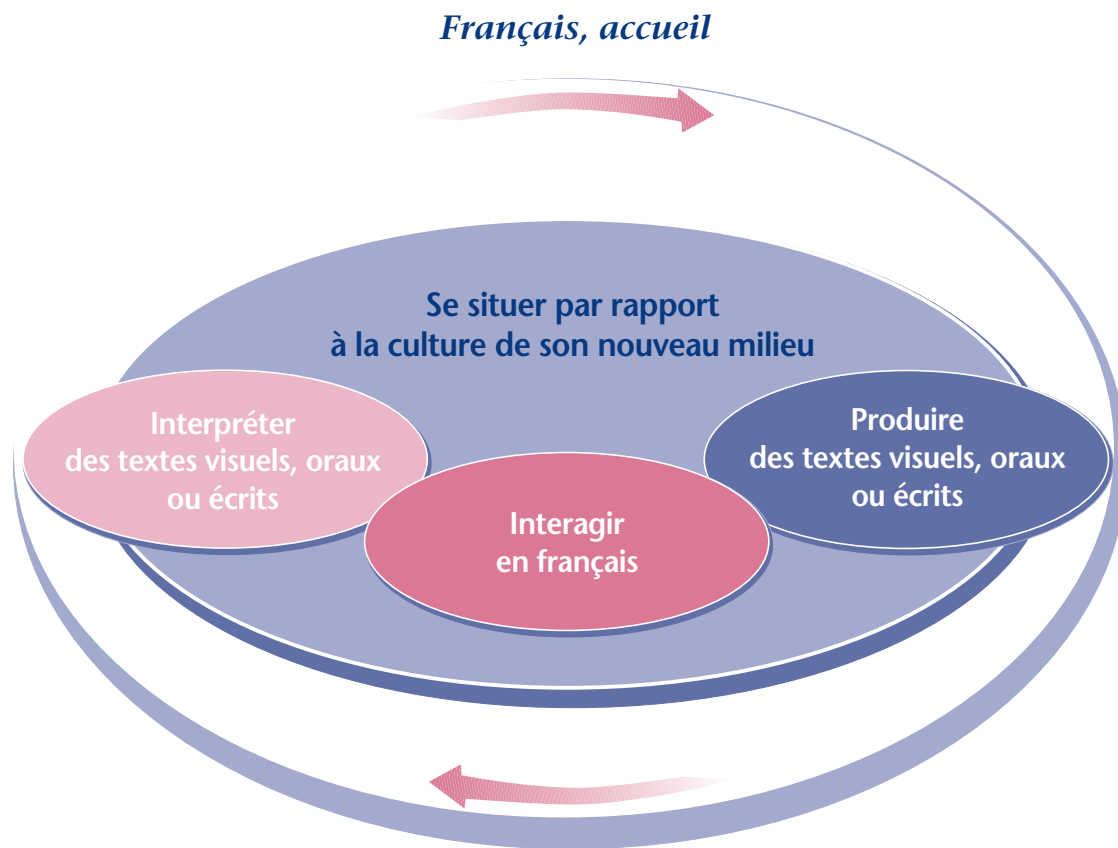 Français, accueil
Se situer par rapport
à la culture de son nouveau milieu
Interpréter
des textes visuels, oraux
ou écrits
Interagir
en français
Produire
des textes visuels, oraux
ou écrits